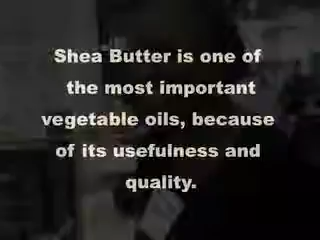 Shea Butter is one of
the most important
vegetable oils, because
of its usefulness and
quality.